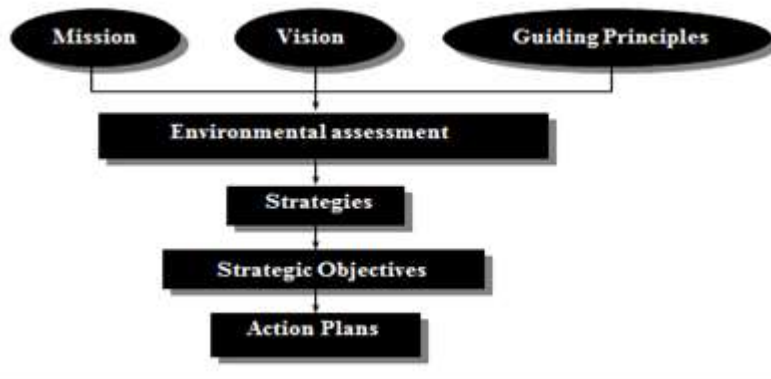 Mission
Vision
Guiding Principles
Environmental assessment
Strategies
Strategic Objectives
Action Plans